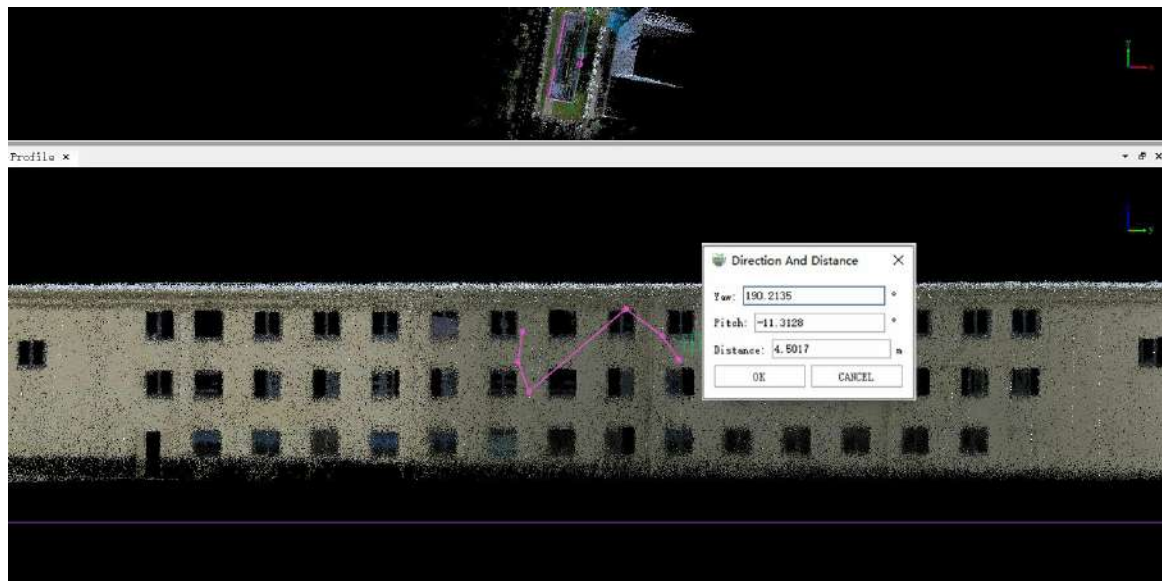 Profile ×
Direction And Distance
Yaw: 190.2135 °
Pitch: -11.3128 °
Distance: 4.5017 m
OK CANCEL